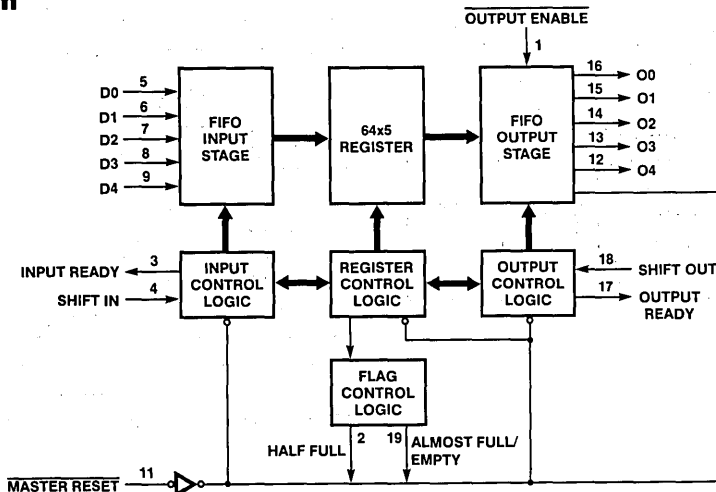 m
OUTPUT ENABLE
1
D0 5
D1 6
D2 7
D3 8
D4 9
FIFO
INPUT
STAGE
64x5
REGISTER
FIFO
OUTPUT
STAGE
16 O0
15 O1
14 O2
13 O3
12 O4
INPUT READY 3
SHIFT IN 4
INPUT
CONTROL
LOGIC
REGISTER
CONTROL
LOGIC
OUTPUT
CONTROL
LOGIC
18 SHIFT OUT
17 OUTPUT
READY
FLAG
CONTROL
LOGIC
HALF FULL 2
19 ALMOST FULL/
EMPTY
MASTER RESET 11